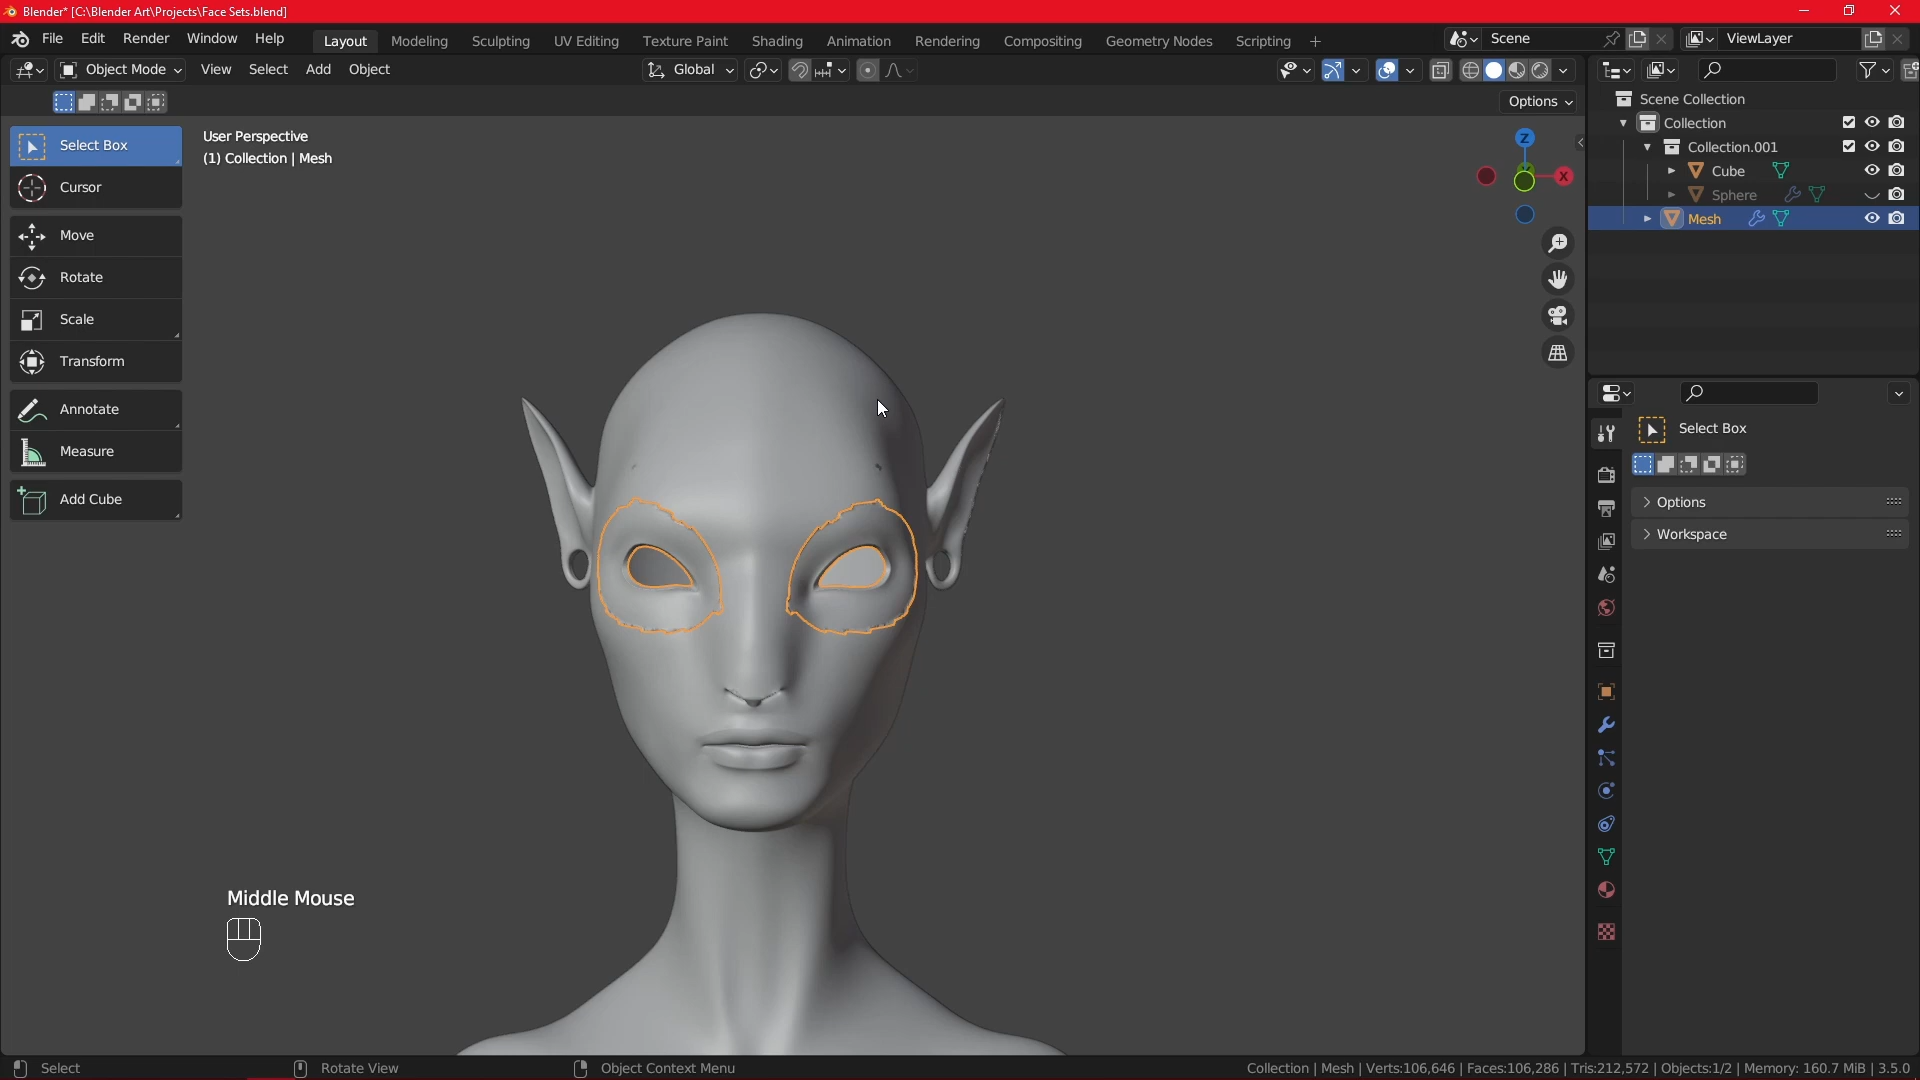 Blender* [C:\Blender Art\Projects\Face Sets.blend]
File Edit Render Window Help
Layout Modeling Sculpting UV Editing Texture Paint Shading Animation Rendering Compositing Geometry Nodes Scripting +
Scene
ViewLayer
Object Mode View Select Add Object
Global
Options
Select Box
Cursor
Move
Rotate
Scale
Transform
Annotate
Measure
Add Cube
User Perspective
(1) Collection | Mesh
Z
Y
X
Middle Mouse
Scene Collection
Collection
Collection.001
Cube
Sphere
Mesh
Select Box
Options
Workspace
Select
Rotate View
Object Context Menu
Collection | Mesh | Verts:106,646 | Faces:106,286 | Tris:212,572 | Objects:1/2 | Memory: 160.7 MiB | 3.5.0